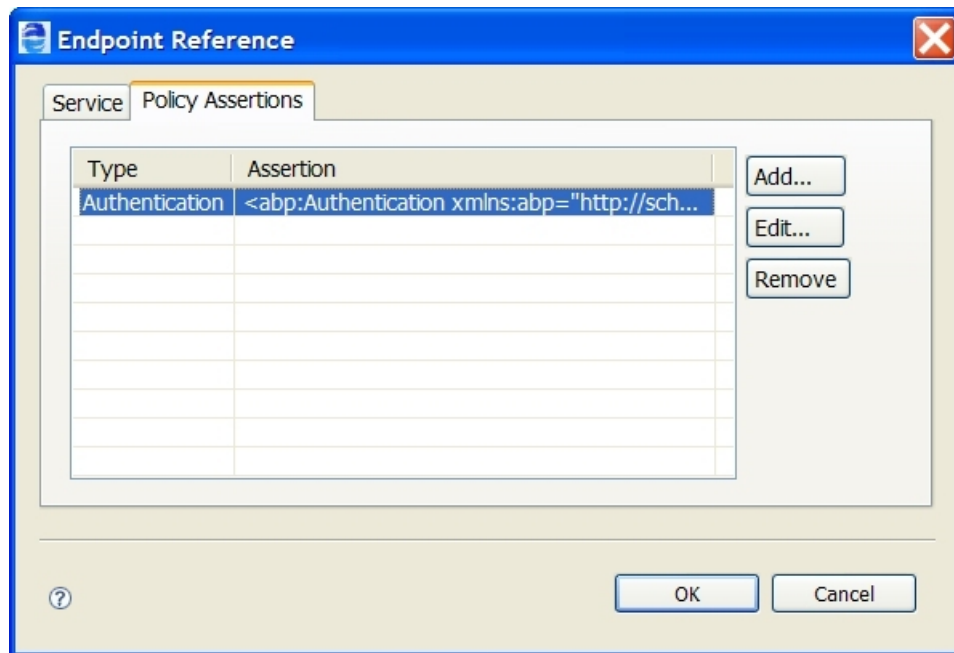 Endpoint Reference
Service Policy Assertions
Type Assertion Add...
Authentication <abp:Authentication xmlns:abp="http://sch...
Edit...
Remove
? OK Cancel